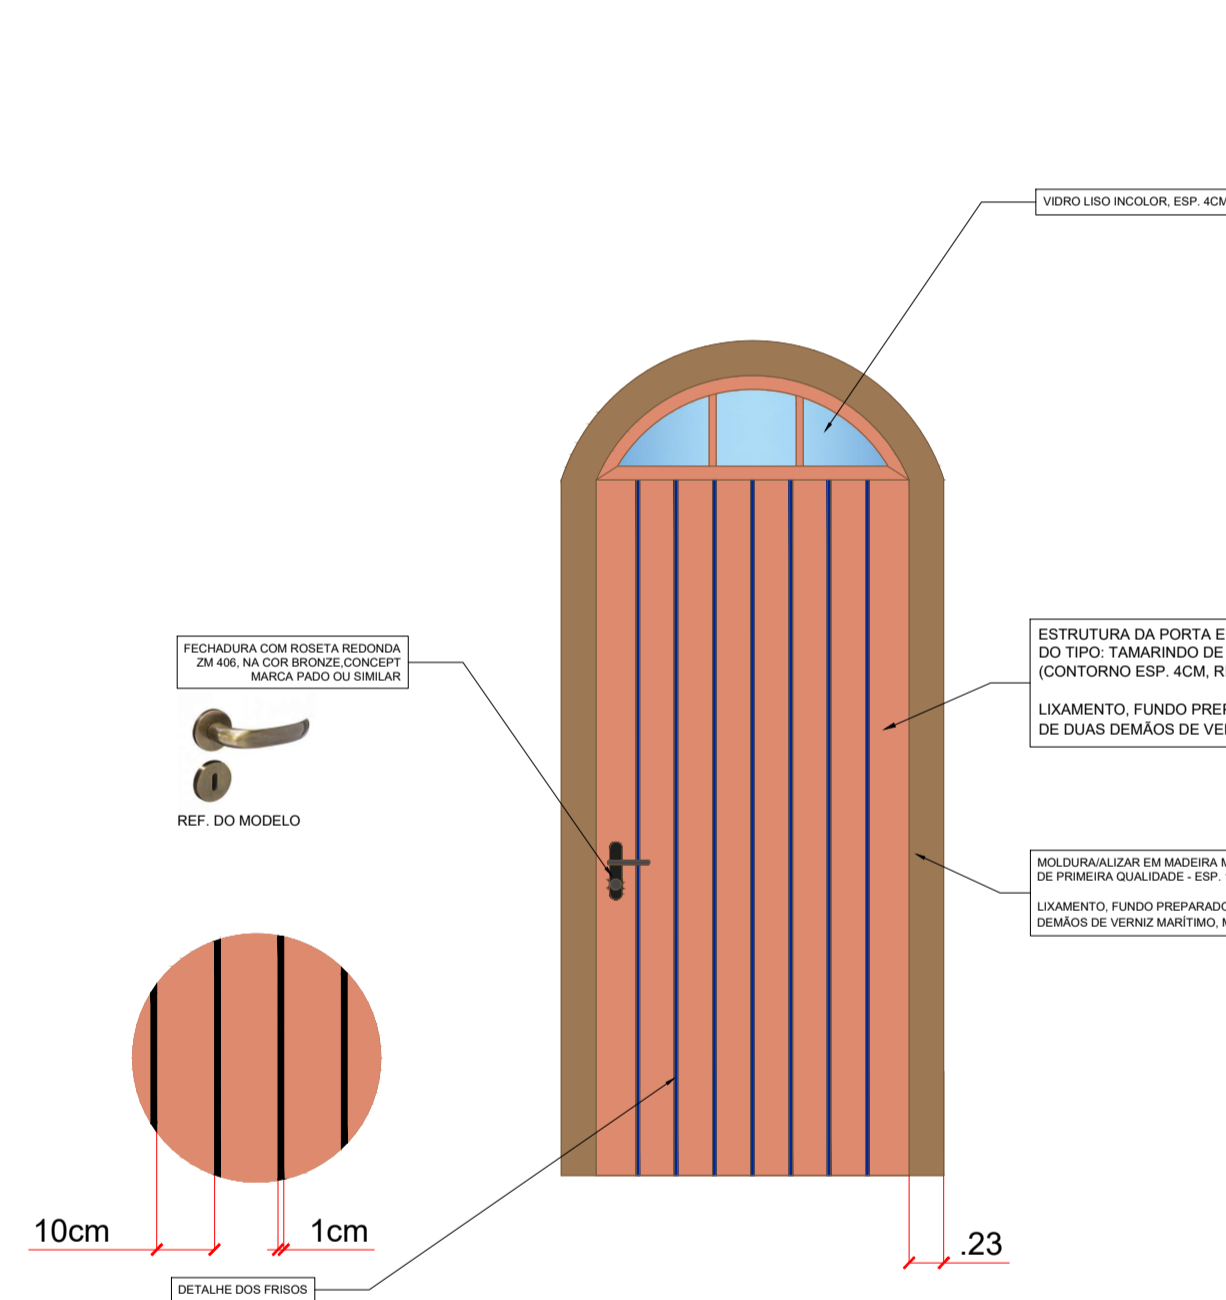 VIDRO LISO INCOLOR, ESP. 4CM
ESTRUTURA DA PORTA E
DO TIPO: TAMARINDO DE
(CONTORNO ESP. 4CM,
LIXAMENTO, FUNDO
DE DUAS DEMÃOS DE
FECHADURA COM ROSETA REDONDA
ZM 406, NA COR BRONZE,CONCEPT
MARCA PADO OU SIMILAR
REF. DO MODELO
MOLDURA/ALIZAR EM MADEIRA
DE PRIMEIRA QUALIDADE - ESP.
LIXAMENTO, FUNDO PREPARADO
DEMÃOS DE VERNIZ MARÍTIMO,
10cm
1cm
.23
DETALHE DOS FRISOS